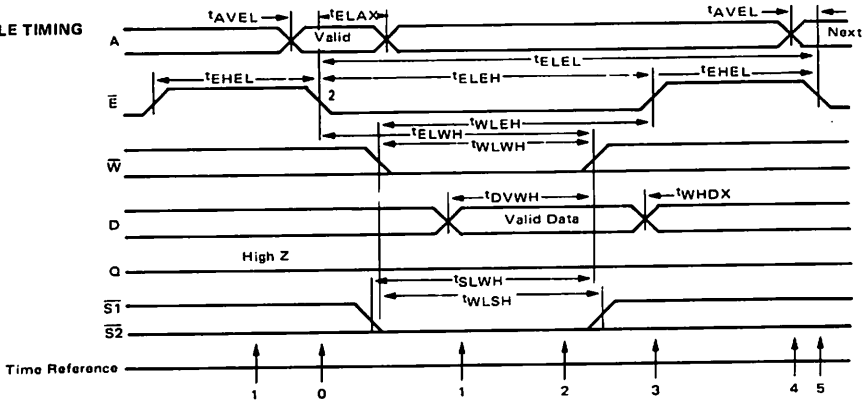 LE TIMING
tAVEL tELAX tAVEL
A Valid Next
tELEL
tEHEL tELEH tEHEL
E 2
tWLEH
tELWH
tWLWH
W
tDVWH tWHDX
D Valid Data
High Z
Q
tSLWH
tWLSH
S1
S2
Time Reference
1 0 1 2 3 4 5